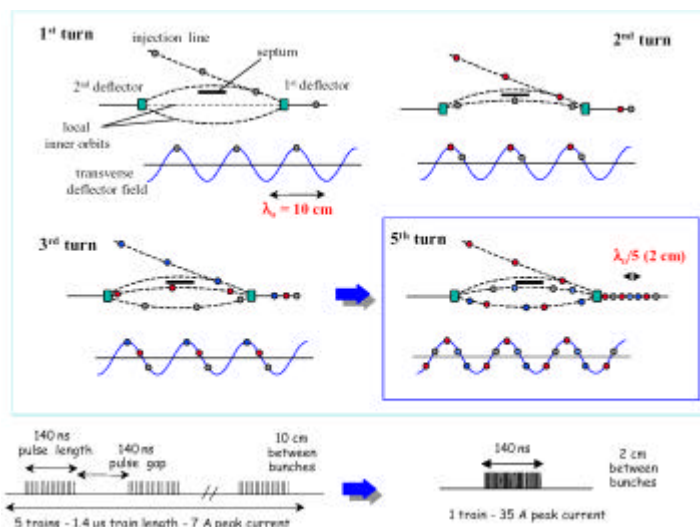 1st turn
injection line
septum
2nd deflector
1st deflector
local
inner orbits
transverse
deflector field
λ0 = 10 cm
2nd turn
3rd turn
5th turn
λ0/5 (2 cm)
140 ns
pulse length
140 ns
pulse gap
10 cm
between
bunches
5 trains - 1.4 us train length - 7 A peak current
140 ns
2 cm
between
bunches
1 train - 35 A peak current